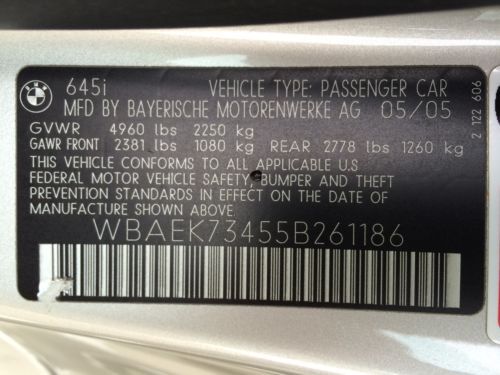 BMW
645i VEHICLE TYPE: PASSENGER CAR
MFD BY BAYERISCHE MOTORENWERKE AG 05/05
GVWR 4960 lbs 2250 kg
GAWR FRONT 2381 lbs 1080 kg REAR 2778 lbs 1260 kg
THIS VEHICLE CONFORMS TO ALL APPLICABLE U.S
FEDERAL MOTOR VEHICLE SAFETY, BUMPER AND THEFT
PREVENTION STANDARDS IN EFFECT ON THE DATE OF
MANUFACTURE SHOWN ABOVE.
WBAEK73455B261186
2 122 606